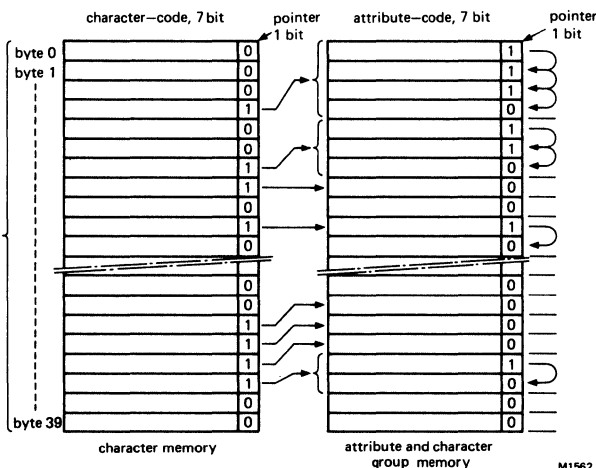 character—code, 7 bit pointer attribute—code, 7 bit pointer
1 bit 1 bit
byte 0 0 1
byte 1 0 1
0 1
1 0
0 1
0 1
1 0
1 0
0 0
1 1
0 0
0 0
0 0
1 0
1 0
1 1
1 0
0 0
byte 39 0 0
character memory attribute and character
group memory
M1562